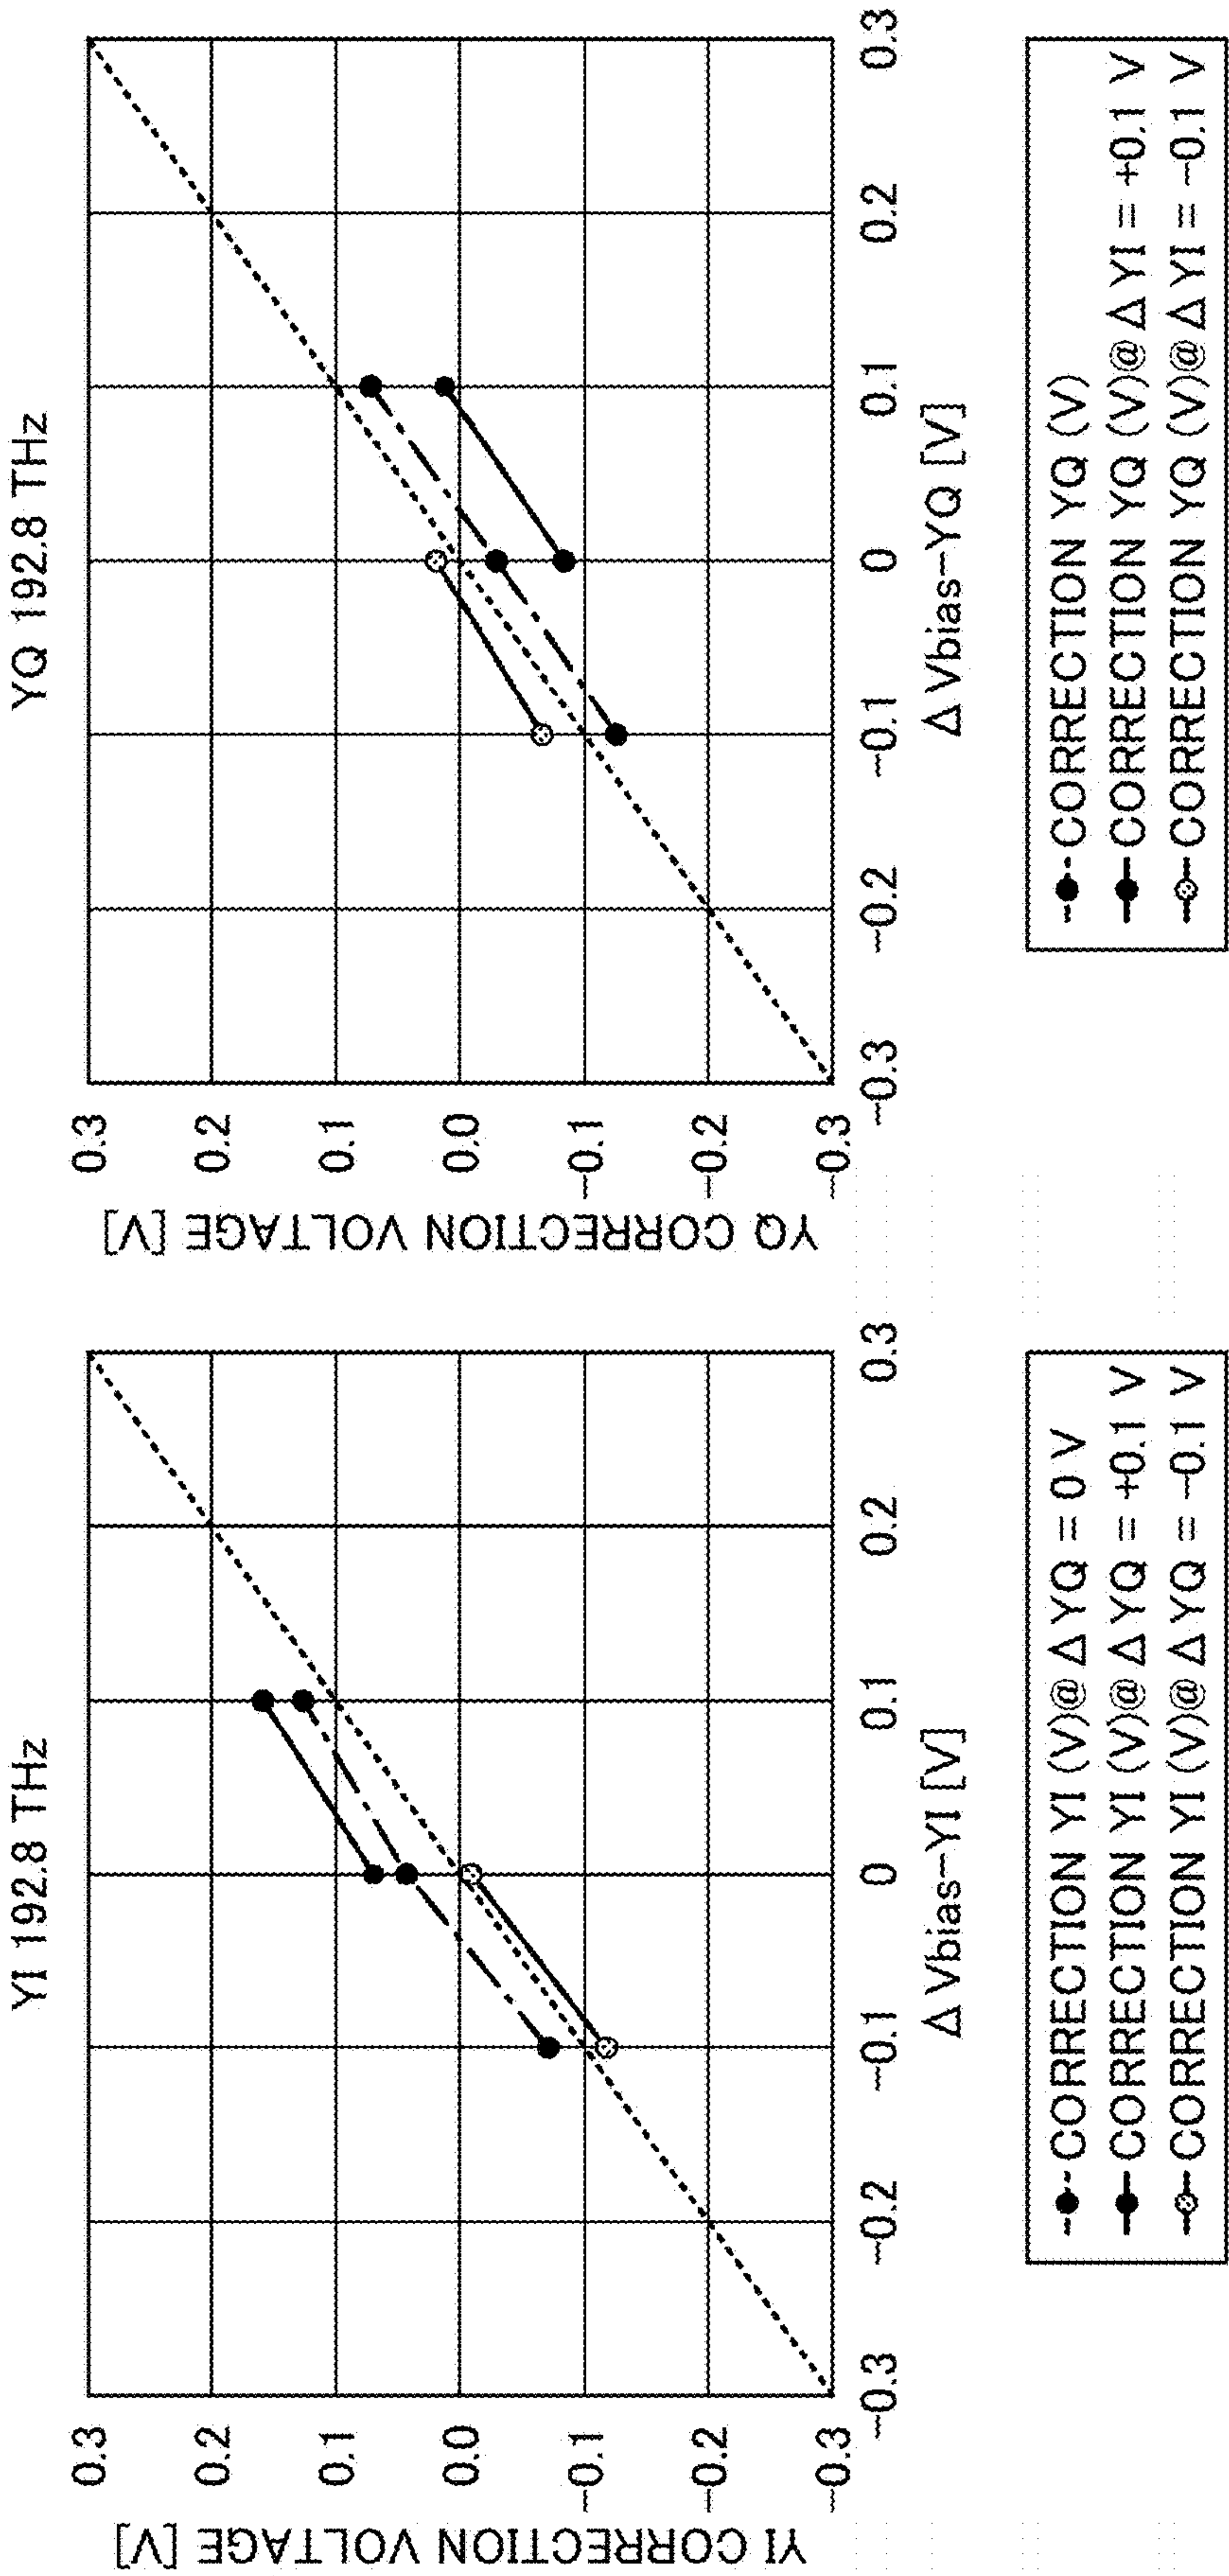 YI 192.8 THz
YI CORRECTION VOLTAGE [V]
0.3
0.2
0.1
0.0
-0.1
-0.2
-0.3
-0.3
-0.2
-0.1
0
0.1
0.2
0.3
Δ Vbias-YI [V]
CORRECTION YI (V)@ Δ YQ = 0 V
CORRECTION YI (V)@ Δ YQ = +0.1 V
CORRECTION YI (V)@ Δ YQ = -0.1 V
YQ 192.8 THz
YQ CORRECTION VOLTAGE [V]
0.3
0.2
0.1
0.0
-0.1
-0.2
-0.3
-0.3
-0.2
-0.1
0
0.1
0.2
0.3
Δ Vbias-YQ [V]
CORRECTION YQ (V)
CORRECTION YQ (V)@ Δ YI = +0.1 V
CORRECTION YQ (V)@ Δ YI = -0.1 V